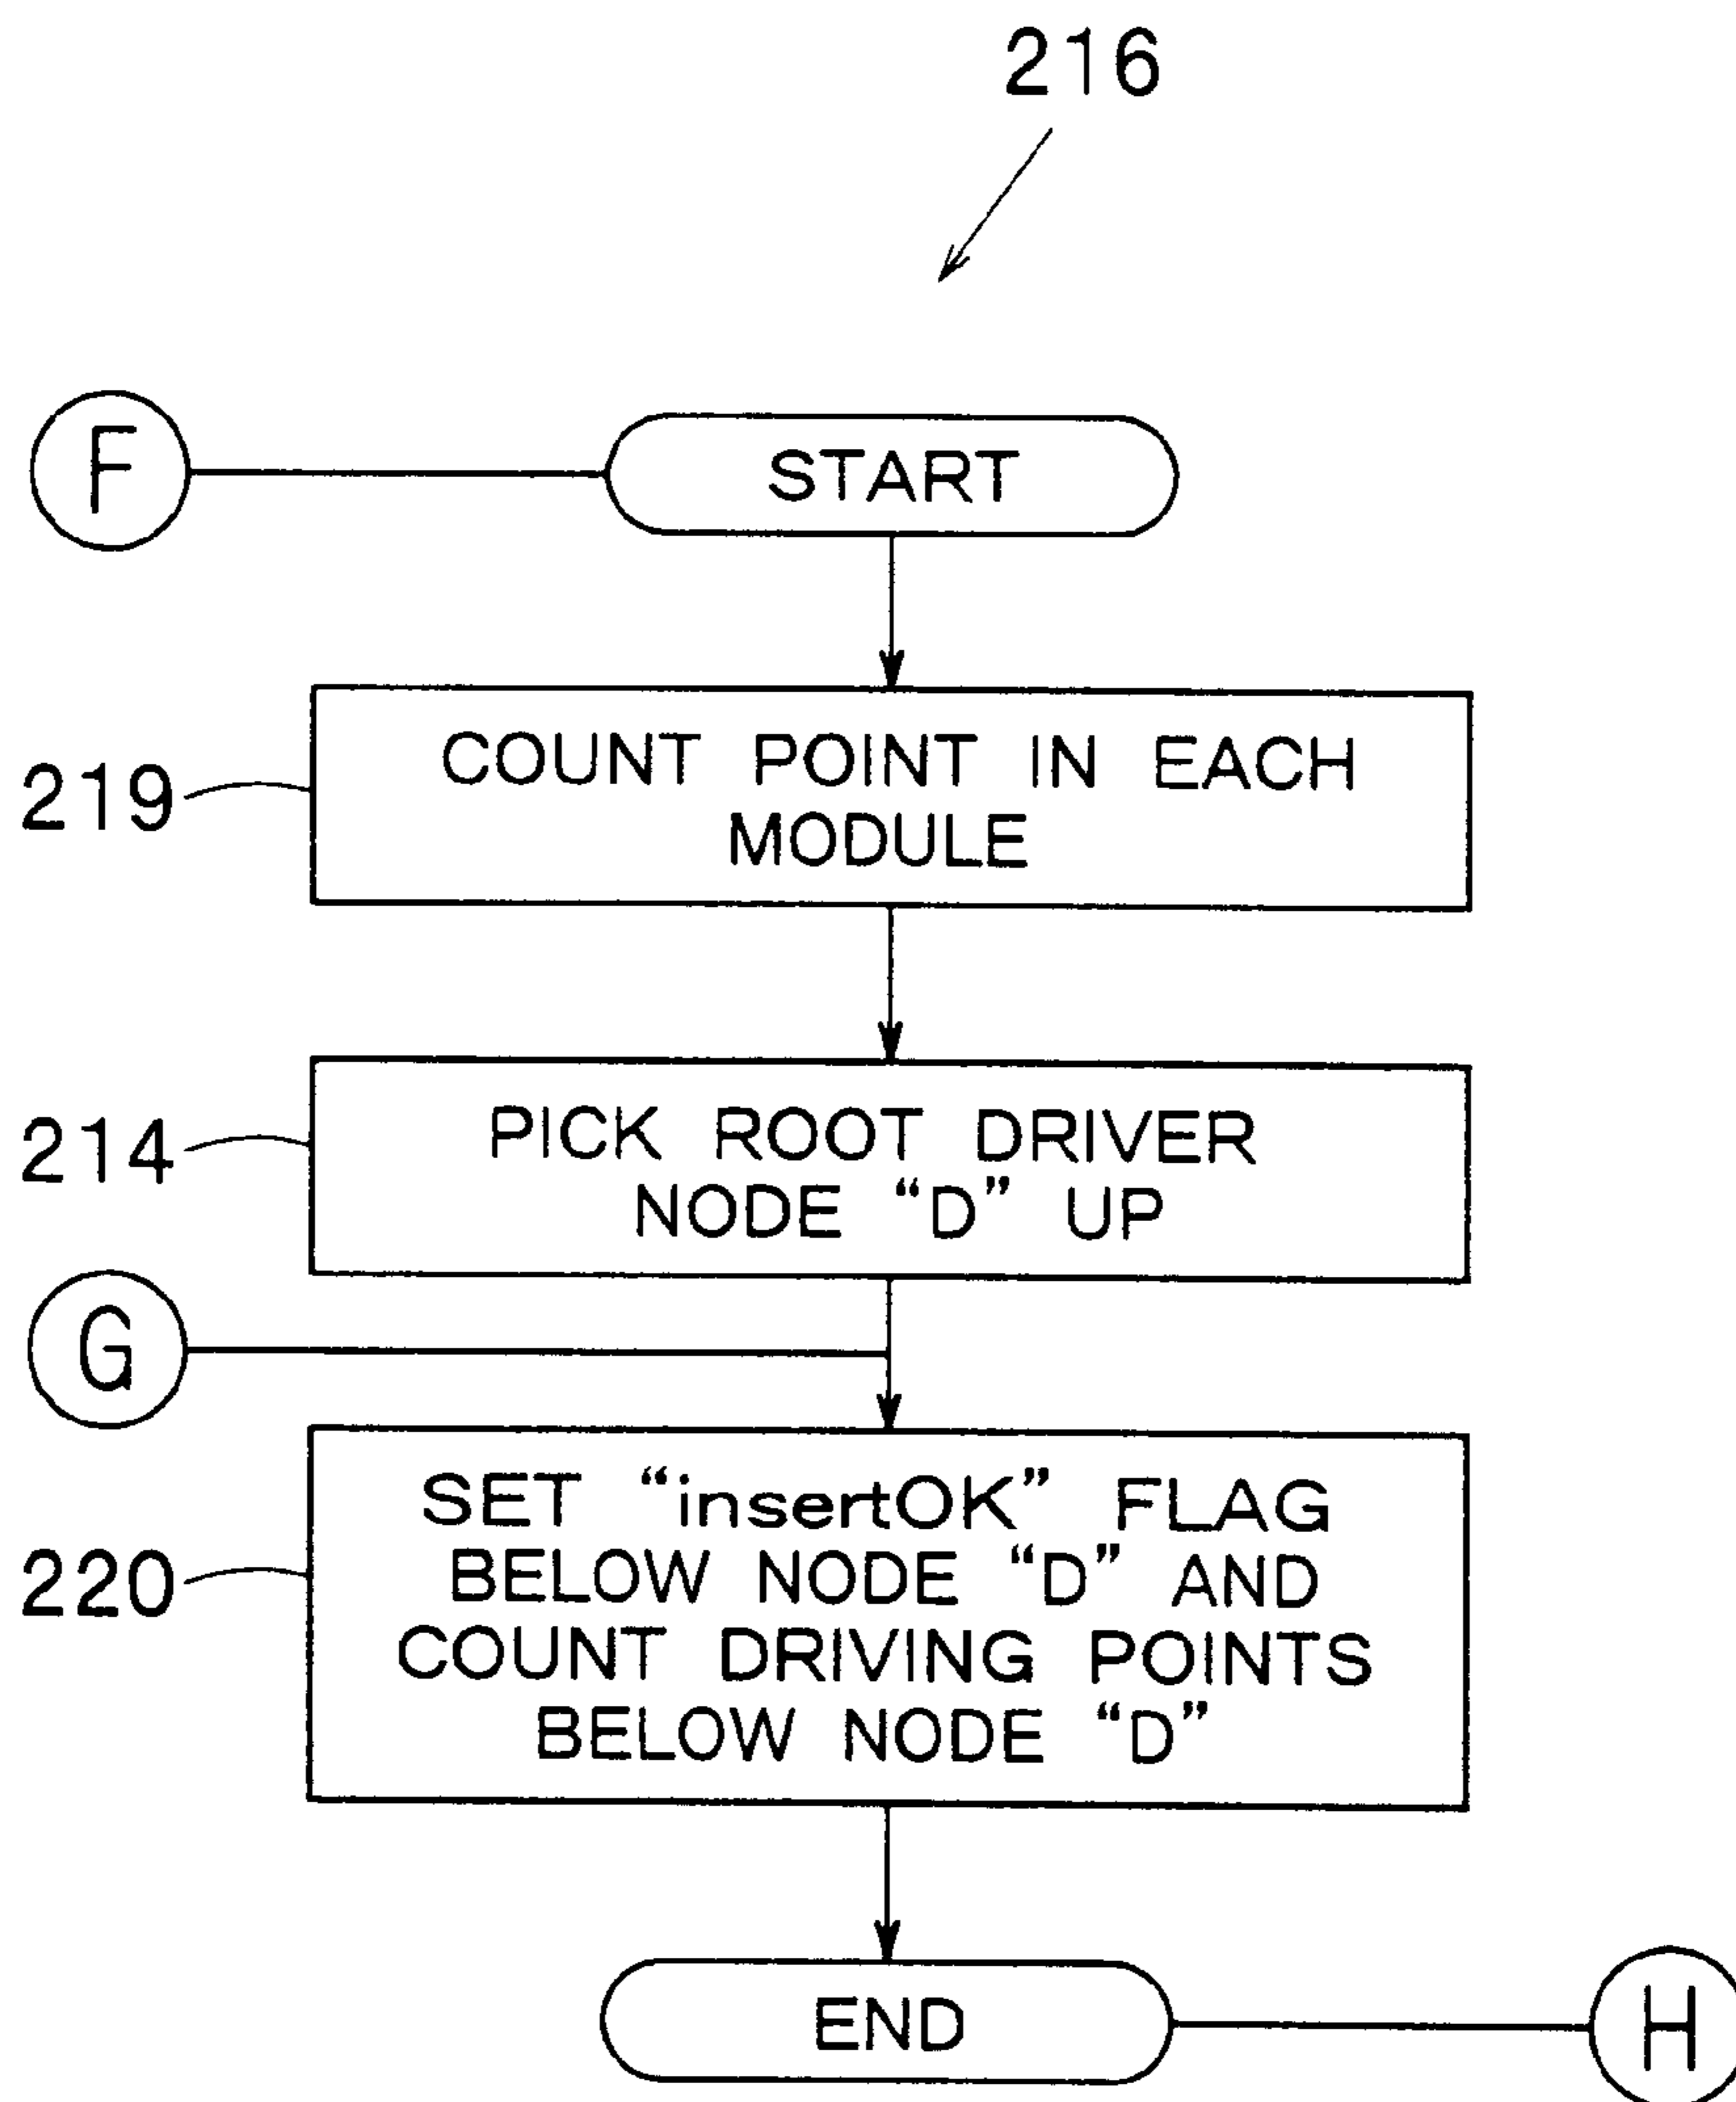 216
F
START
219
COUNT POINT IN EACH
MODULE
214
PICK ROOT DRIVER
NODE “D” UP
G
220
SET “insertOK” FLAG
BELOW NODE “D” AND
COUNT DRIVING POINTS
BELOW NODE “D”
END
H